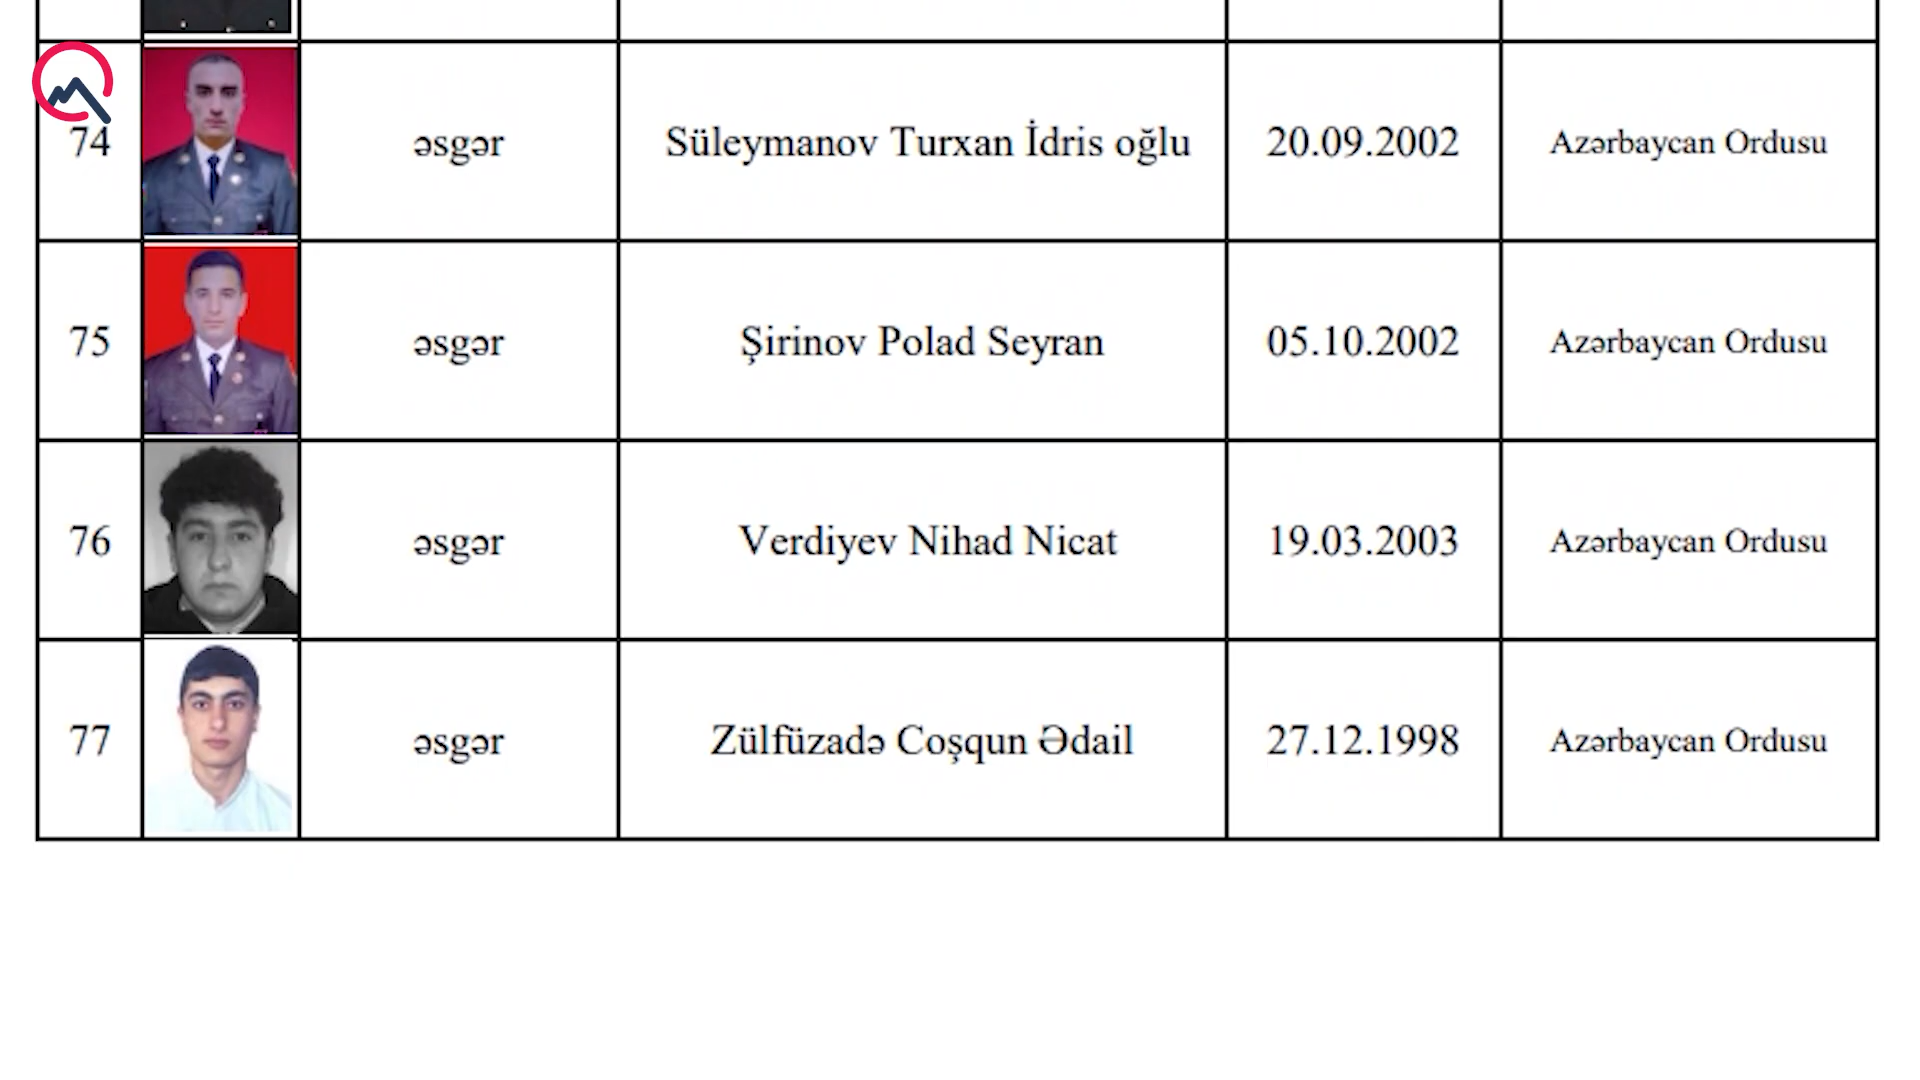 74 əsgər Süleymanov Turxan İdris oğlu 20.09.2002 Azərbaycan Ordusu
75 əsgər Şirinov Polad Seyran 05.10.2002 Azərbaycan Ordusu
76 əsgər Verdiyev Nihad Nicat 19.03.2003 Azərbaycan Ordusu
77 əsgər Zülfüzadə Coşqun Ədail 27.12.1998 Azərbaycan Ordusu